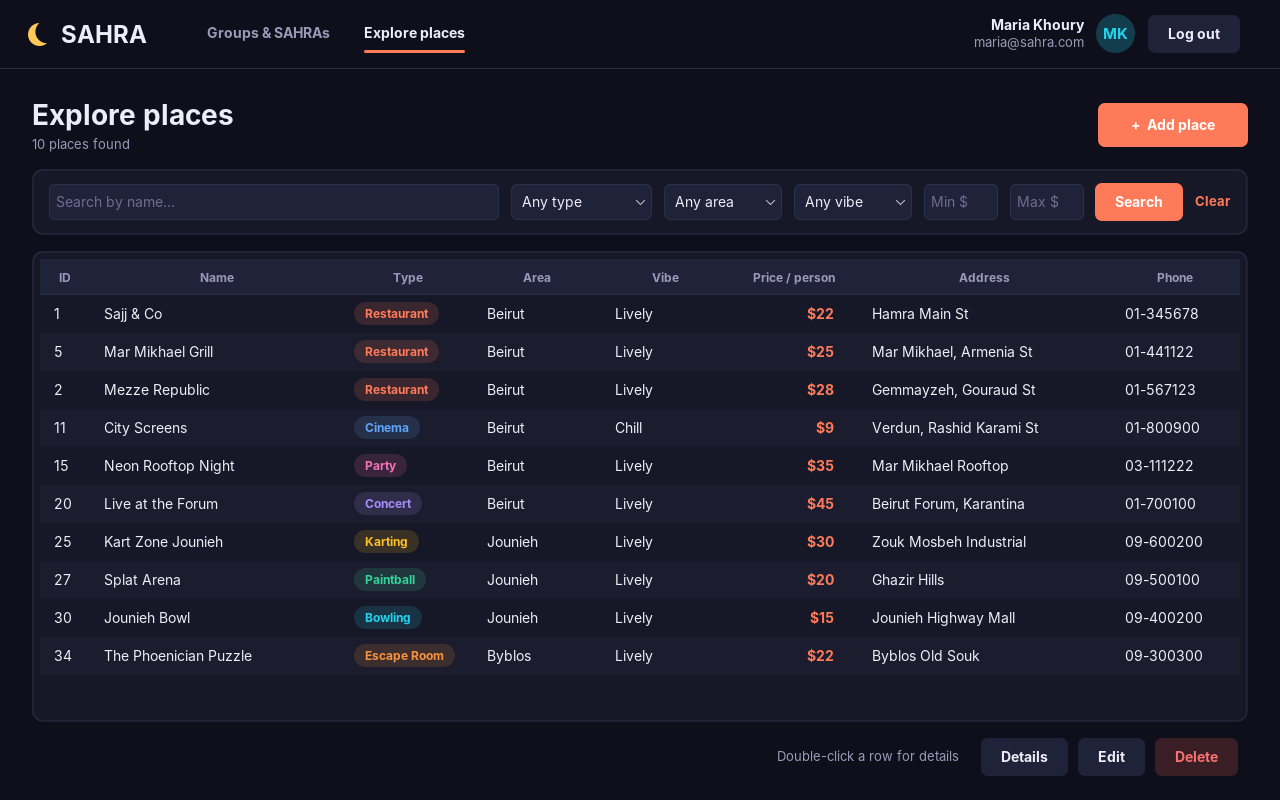 SAHRA
Groups & SAHRAs
Explore places
Maria Khoury
maria@sahra.com
MK
Log out
Explore places
10 places found
+ Add place
Search by name...
Any type
Any area
Any vibe
Min $
Max $
Search
Clear
ID Name Type Area Vibe Price / person Address Phone
1 Sajj & Co Restaurant Beirut Lively $22 Hamra Main St 01-345678
5 Mar Mikhael Grill Restaurant Beirut Lively $25 Mar Mikhael, Armenia St 01-441122
2 Mezze Republic Restaurant Beirut Lively $28 Gemmayzeh, Gouraud St 01-567123
11 City Screens Cinema Beirut Chill $9 Verdun, Rashid Karami St 01-800900
15 Neon Rooftop Night Party Beirut Lively $35 Mar Mikhael Rooftop 03-111222
20 Live at the Forum Concert Beirut Lively $45 Beirut Forum, Karantina 01-700100
25 Kart Zone Jounieh Karting Jounieh Lively $30 Zouk Mosbeh Industrial 09-600200
27 Splat Arena Paintball Jounieh Lively $20 Ghazir Hills 09-500100
30 Jounieh Bowl Bowling Jounieh Lively $15 Jounieh Highway Mall 09-400200
34 The Phoenician Puzzle Escape Room Byblos Lively $22 Byblos Old Souk 09-300300
Double-click a row for details
Details
Edit
Delete